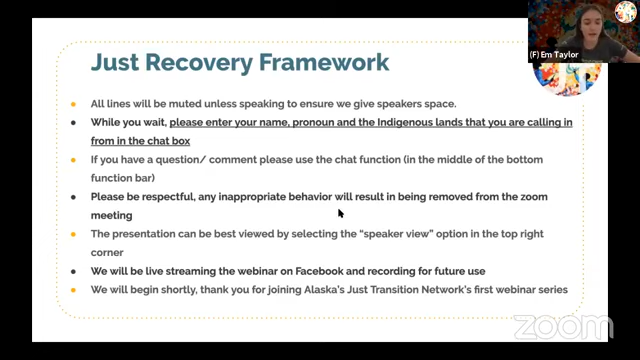 (F) Em Taylor
Just Recovery Framework
• All lines will be muted unless speaking to ensure we give speakers space.
• While you wait, please enter your name, pronoun and the Indigenous lands that you are calling in
from in the chat box
• If you have a question/ comment please use the chat function (in the middle of the bottom
function bar)
• Please be respectful, any inappropriate behavior will result in being removed from the zoom
meeting
• The presentation can be best viewed by selecting the “speaker view” option in the top right
corner
• We will be live streaming the webinar on Facebook and recording for future use
• We will begin shortly, thank you for joining Alaska’s Just Transition Network’s first webinar series
zoom